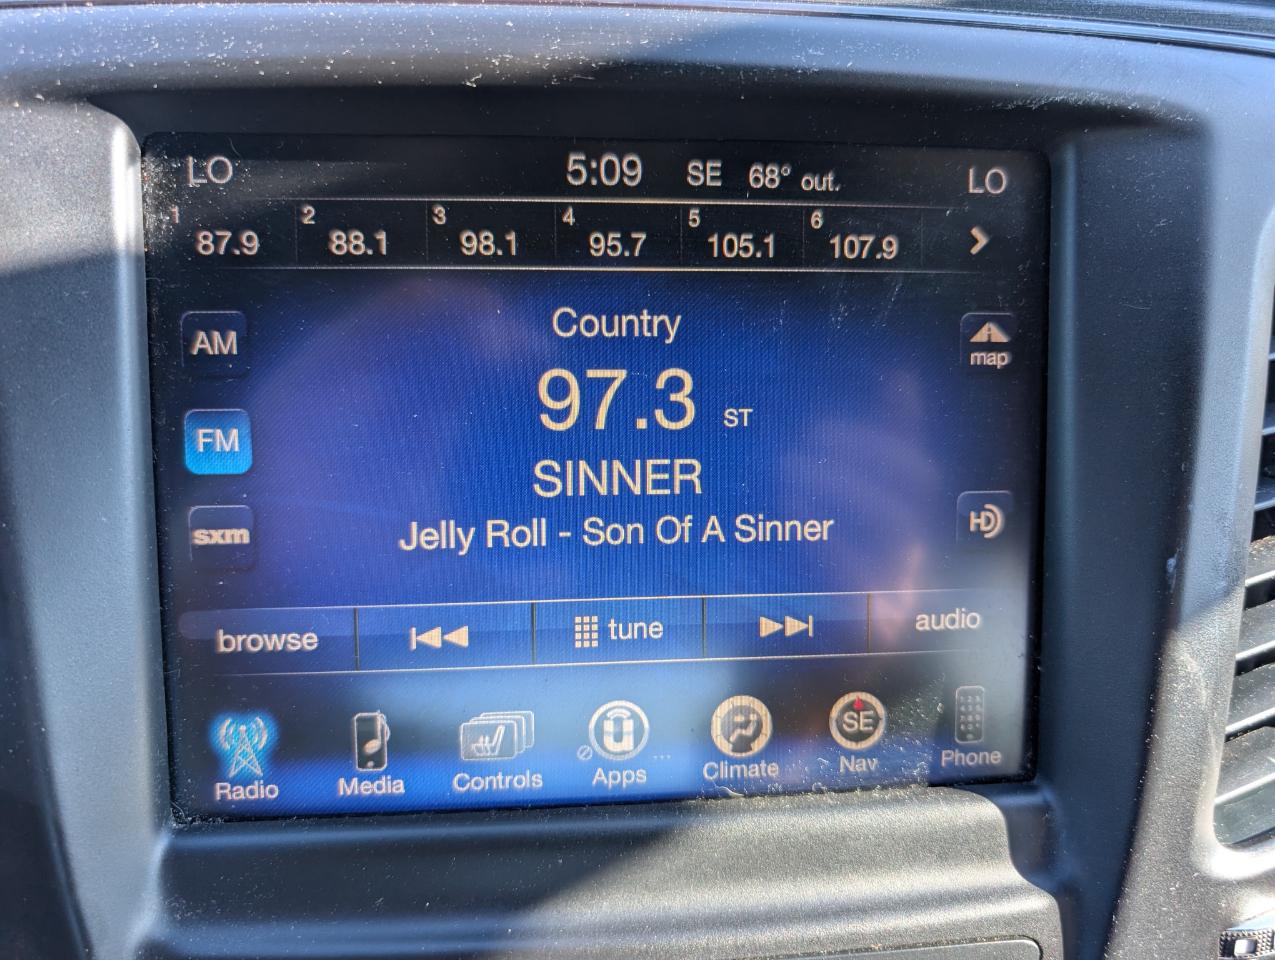 LO 5:09 SE 68° out. LO
1 87.9 2 88.1 3 98.1 4 95.7 5 105.1 6 107.9
Country
AM
map
97.3 ST
FM
SINNER
Jelly Roll - Son Of A Sinner
HD
sxm
browse tune audio
SE
Radio Media Controls Apps ... Climate Nav Phone